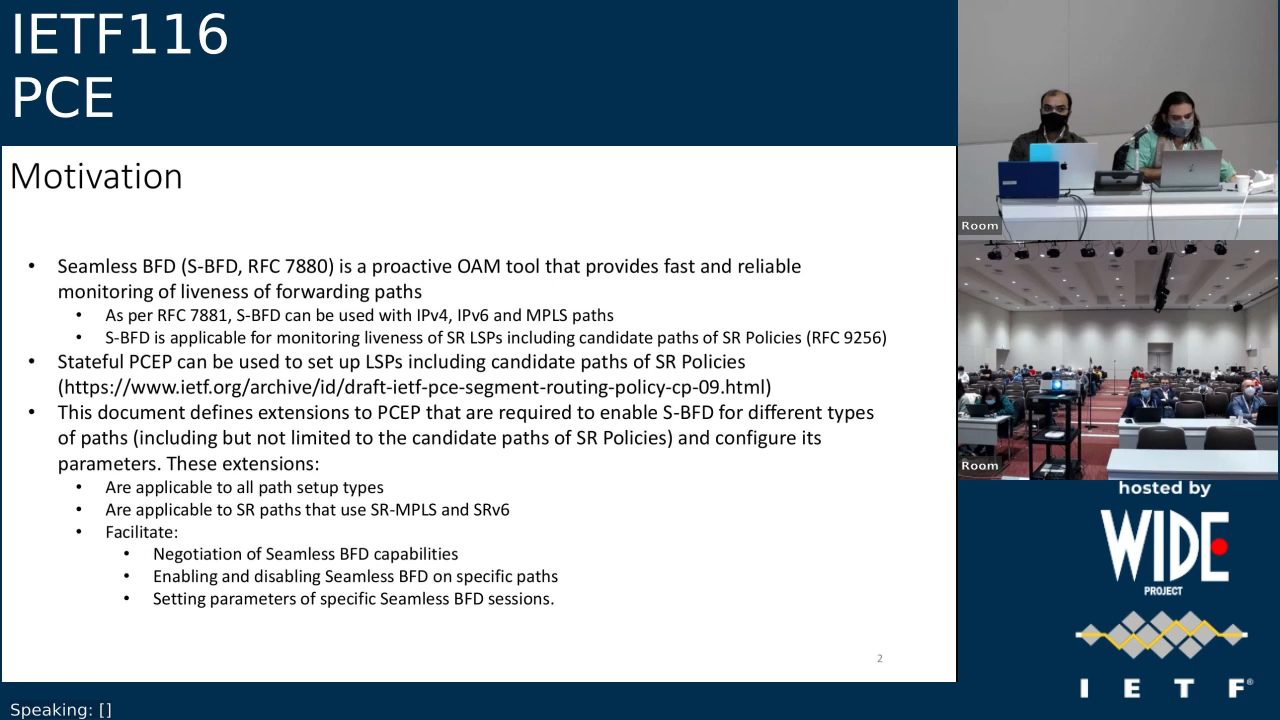 IETF116
PCE
Motivation
• Seamless BFD (S-BFD, RFC 7880) is a proactive OAM tool that provides fast and reliable
monitoring of liveness of forwarding paths
• As per RFC 7881, S-BFD can be used with IPv4, IPv6 and MPLS paths
• S-BFD is applicable for monitoring liveness of SR LSPs including candidate paths of SR Policies (RFC 9256)
• Stateful PCEP can be used to set up LSPs including candidate paths of SR Policies
(https://www.ietf.org/archive/id/draft-ietf-pce-segment-routing-policy-cp-09.html)
• This document defines extensions to PCEP that are required to enable S-BFD for different types
of paths (including but not limited to the candidate paths of SR Policies) and configure its
parameters. These extensions:
• Are applicable to all path setup types
• Are applicable to SR paths that use SR-MPLS and SRv6
• Facilitate:
• Negotiation of Seamless BFD capabilities
• Enabling and disabling Seamless BFD on specific paths
• Setting parameters of specific Seamless BFD sessions.
2
Speaking: []
Room
Room
hosted by
WIDE
PROJECT
I E T F®